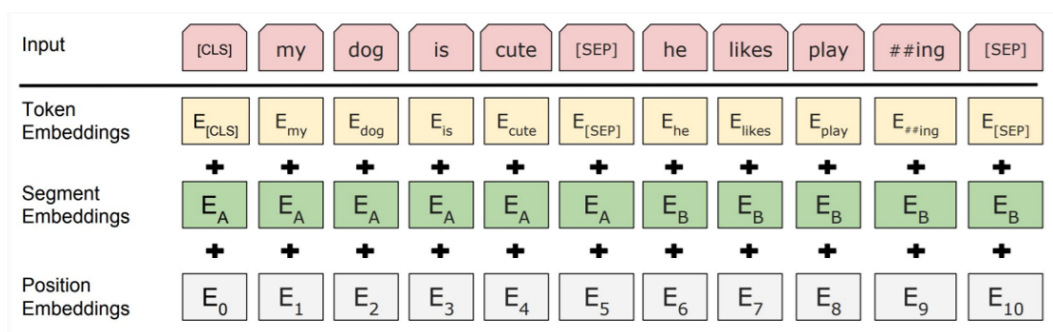 Input [CLS] my dog is cute [SEP] he likes play ##ing [SEP]
Token Embeddings E[CLS] Emy Edog Eis Ecute E[SEP] Ehe Elikes Eplay E##ing E[SEP]
+ + + + + + + + + + +
Segment Embeddings EA EA EA EA EA EA EB EB EB EB EB
+ + + + + + + + + + +
Position Embeddings E0 E1 E2 E3 E4 E5 E6 E7 E8 E9 E10